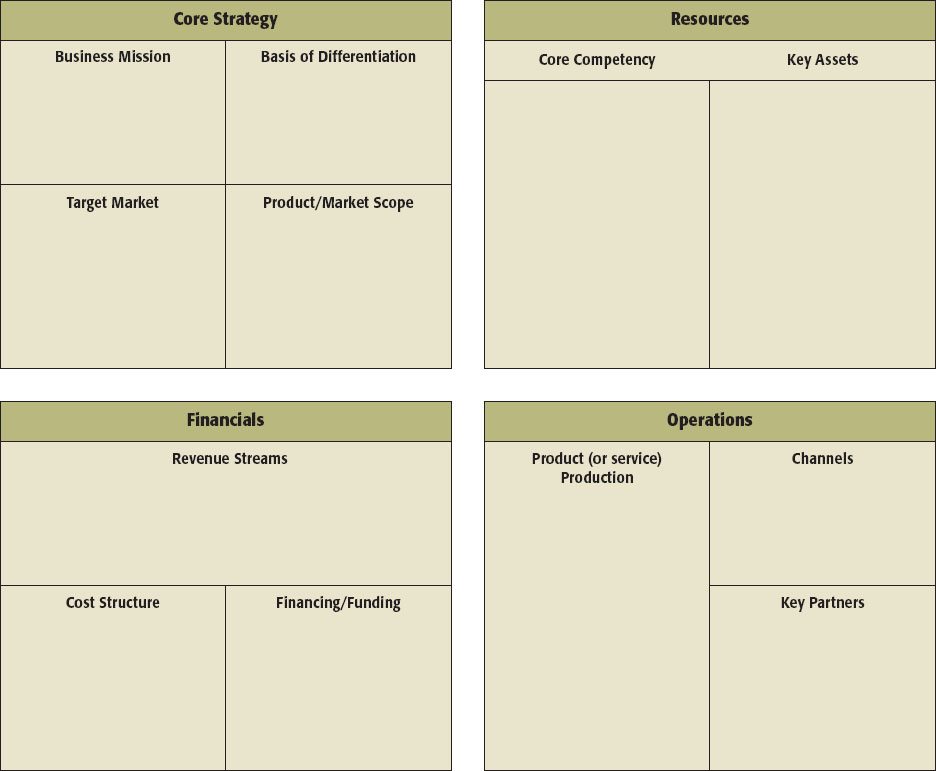 Core Strategy
Business Mission
Basis of Differentiation
Target Market
Product/Market Scope
Resources
Core Competency
Key Assets
Financials
Revenue Streams
Cost Structure
Financing/Funding
Operations
Product (or service)
Production
Channels
Key Partners